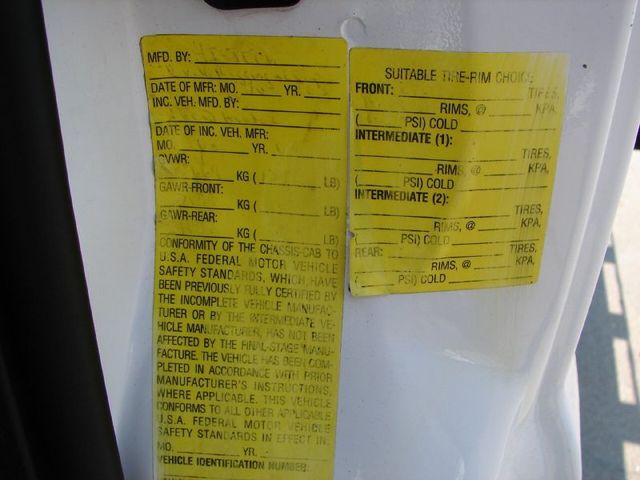 MFD. BY:
DATE OF MFR: MO. YR.
INC. VEH. MFD. BY:
DATE OF INC. VEH. MFR:
MO. YR.
GVWR:
KG ( LB)
GAWR-FRONT:
KG ( LB)
GAWR-REAR:
KG ( LB)
CONFORMITY OF THE CHASSIS-CAB TO
U.S.A. FEDERAL MOTOR VEHICLE
SAFETY STANDARDS, WHICH HAVE
BEEN PREVIOUSLY FULLY CERTIFIED BY
THE INCOMPLETE VEHICLE MANUFAC-
TURER OR BY THE INTERMEDIATE VE-
HICLE MANUFACTURER, HAS NOT BEEN
AFFECTED BY THE FINAL-STAGE MANU-
FACTURE. THE VEHICLE HAS BEEN COM-
PLETED IN ACCORDANCE WITH PRIOR
MANUFACTURER'S INSTRUCTIONS,
WHERE APPLICABLE. THIS VEHICLE
CONFORMS TO ALL OTHER APPLICABLE
U.S.A. FEDERAL MOTOR VEHICLE
SAFETY STANDARDS IN EFFECT IN:
MO. YR.
VEHICLE IDENTIFICATION NUMBER:
SUITABLE TIRE-RIM CHOICE
FRONT: TIRES,
RIMS, @ KPA,
( PSI) COLD
INTERMEDIATE (1):
TIRES,
RIMS, @ KPA,
( PSI) COLD
INTERMEDIATE (2):
TIRES,
RIMS, @ KPA,
( PSI) COLD
REAR: TIRES,
RIMS, @ KPA,
( PSI) COLD